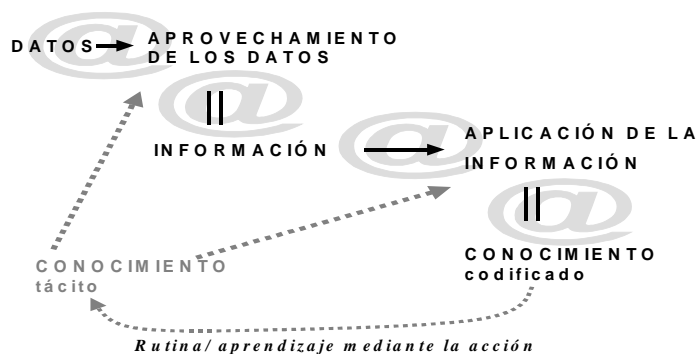 DATOS
APROVECHAMIENTO
DE LOS DATOS
INFORMACIÓN
APLICACIÓN DE LA
INFORMACIÓN
CONOCIMIENTO
tácito
CONOCIMIENTO
codificado
Rutina/aprendizaje mediante la acción
@
@
@
@